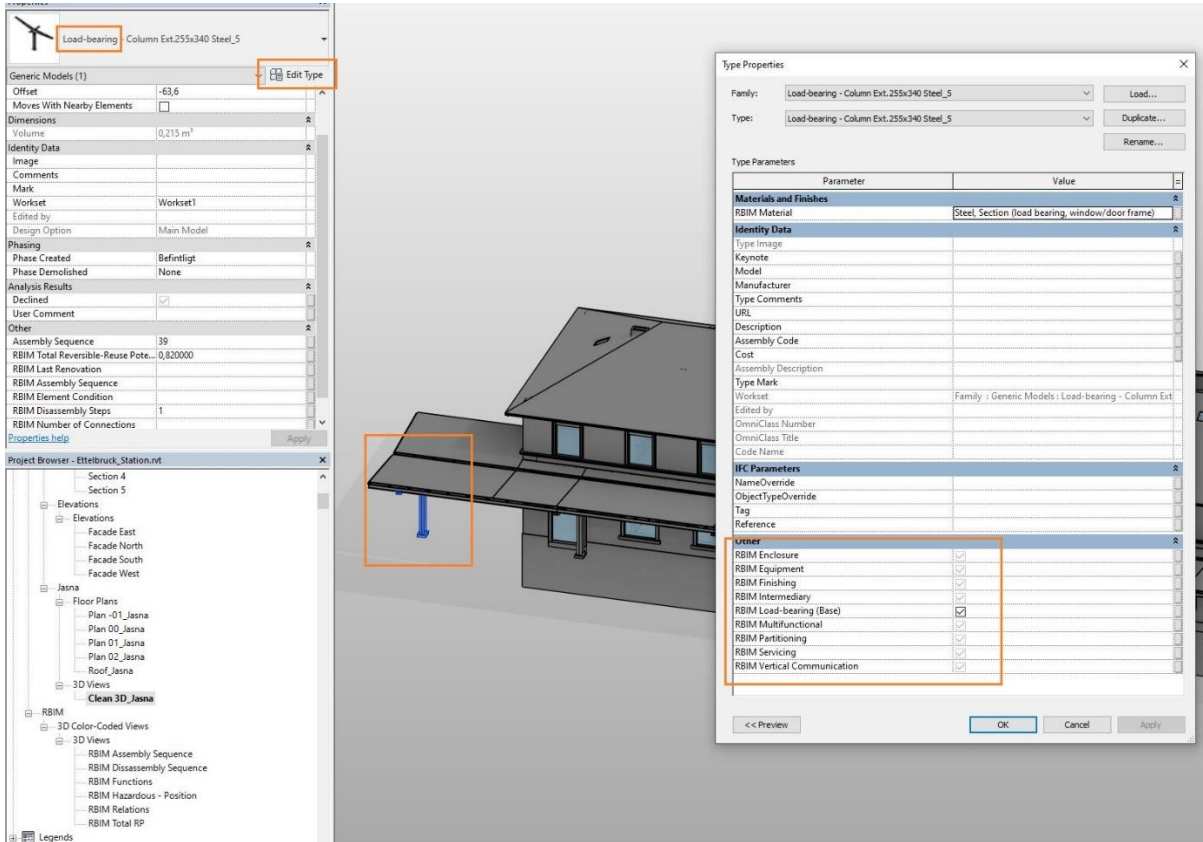 Properties
Load-bearing - Column Ext.255x340 Steel_5
Generic Models (1)
Edit Type
Offset -63,6
Moves With Nearby Elements
Dimensions
Volume 0,215 m³
Identity Data
Image
Comments
Mark
Workset Workset1
Edited by
Design Option Main Model
Phasing
Phase Created Befintligt
Phase Demolished None
Analysis Results
Declined
User Comment
Other
Assembly Sequence 39
RBIM Total Reversible-Reuse Pote... 0,820000
RBIM Last Renovation
RBIM Assembly Sequence
RBIM Element Condition
RBIM Disassembly Steps 1
RBIM Number of Connections
Properties help
Apply
Project Browser - Ettelbruck_Station.rvt
Section 4
Section 5
Elevations
Elevations
Facade East
Facade North
Facade South
Facade West
Jasna
Floor Plans
Plan -01_Jasna
Plan 00_Jasna
Plan 01_Jasna
Plan 02_Jasna
Roof_Jasna
3D Views
Clean 3D_Jasna
RBIM
3D Color-Coded Views
3D Views
RBIM Assembly Sequence
RBIM Dissassembly Sequence
RBIM Functions
RBIM Hazardous - Position
RBIM Relations
RBIM Total RP
Legends
Type Properties
Family: Load-bearing - Column Ext.255x340 Steel_5 Load...
Type: Load-bearing - Column Ext.255x340 Steel_5 Duplicate...
Rename...
Type Parameters
Parameter Value =
Materials and Finishes
RBIM Material Steel, Section (load bearing, window/door frame)
Identity Data
Type Image
Keynote
Model
Manufacturer
Type Comments
URL
Description
Assembly Code
Cost
Assembly Description
Type Mark
Workset Family : Generic Models : Load-bearing - Column Ext
Edited by
OmniClass Number
OmniClass Title
Code Name
IFC Parameters
NameOverride
ObjectTypeOverride
Tag
Reference
Other
RBIM Enclosure
RBIM Equipment
RBIM Finishing
RBIM Intermediary
RBIM Load-bearing (Base)
RBIM Multifunctional
RBIM Partitioning
RBIM Servicing
RBIM Vertical Communication
<< Preview OK Cancel Apply